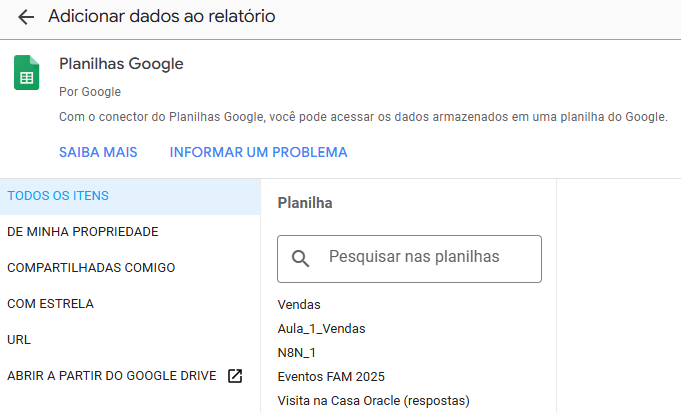 Adicionar dados ao relatório
Planilhas Google
Por Google
Com o conector do Planilhas Google, você pode acessar os dados armazenados em uma planilha do Google.
SAIBA MAIS INFORMAR UM PROBLEMA
TODOS OS ITENS
DE MINHA PROPRIEDADE
COMPARTILHADAS COMIGO
COM ESTRELA
URL
ABRIR A PARTIR DO GOOGLE DRIVE
Planilha
Pesquisar nas planilhas
Vendas
Aula_1_Vendas
N8N_1
Eventos FAM 2025
Visita na Casa Oracle (respostas)